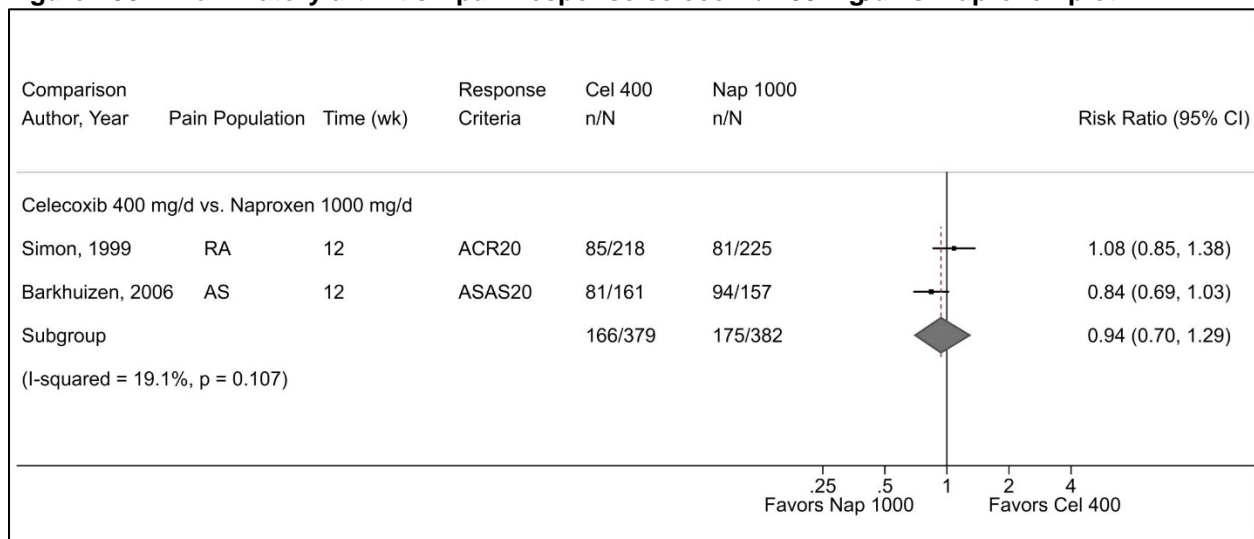 Comparison Response Cel 400 Nap 1000
Author, Year Pain Population Time (wk) Criteria n/N n/N Risk Ratio (95% CI)
Celecoxib 400 mg/d vs. Naproxen 1000 mg/d
Simon, 1999 RA 12 ACR20 85/218 81/225 1.08 (0.85, 1.38)
Barkhuizen, 2006 AS 12 ASAS20 81/161 94/157 0.84 (0.69, 1.03)
Subgroup 166/379 175/382 0.94 (0.70, 1.29)
(I-squared = 19.1%, p = 0.107)
.25 .5 1 2 4
Favors Nap 1000 Favors Cel 400